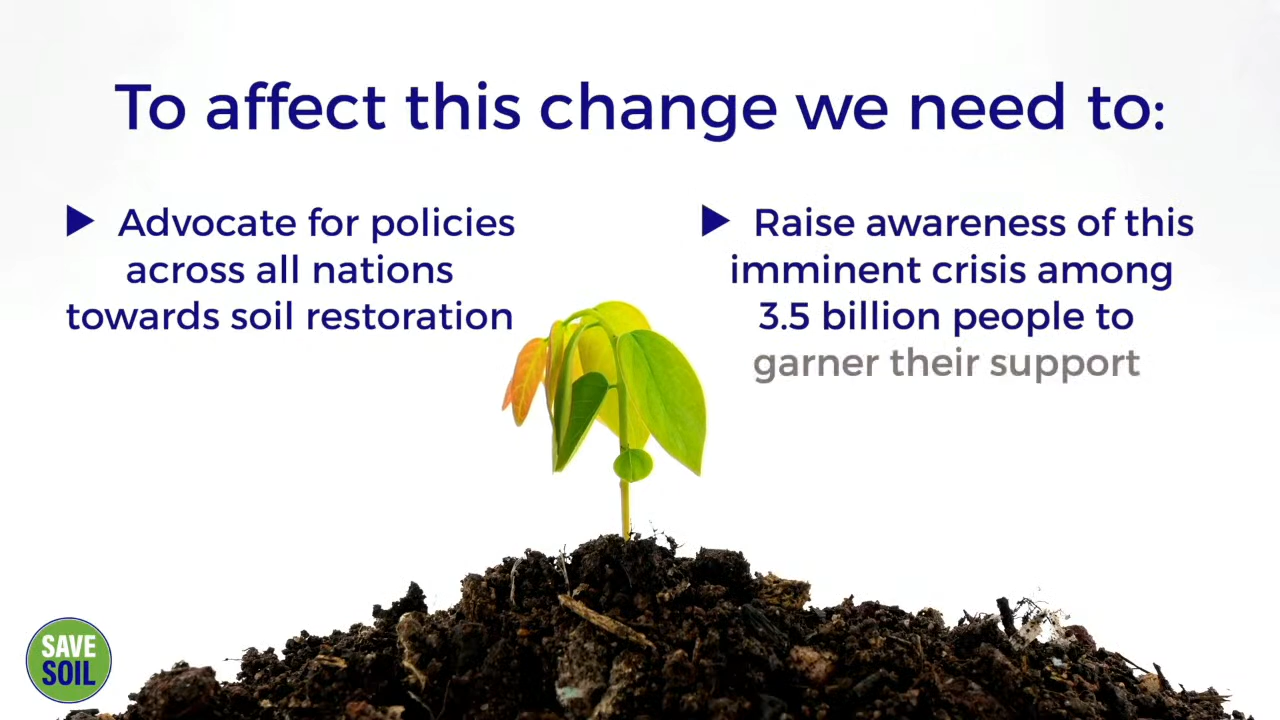 To affect this change we need to:
▶ Advocate for policies
across all nations
towards soil restoration
▶ Raise awareness of this
imminent crisis among
3.5 billion people to
garner their support
SAVE
SOIL